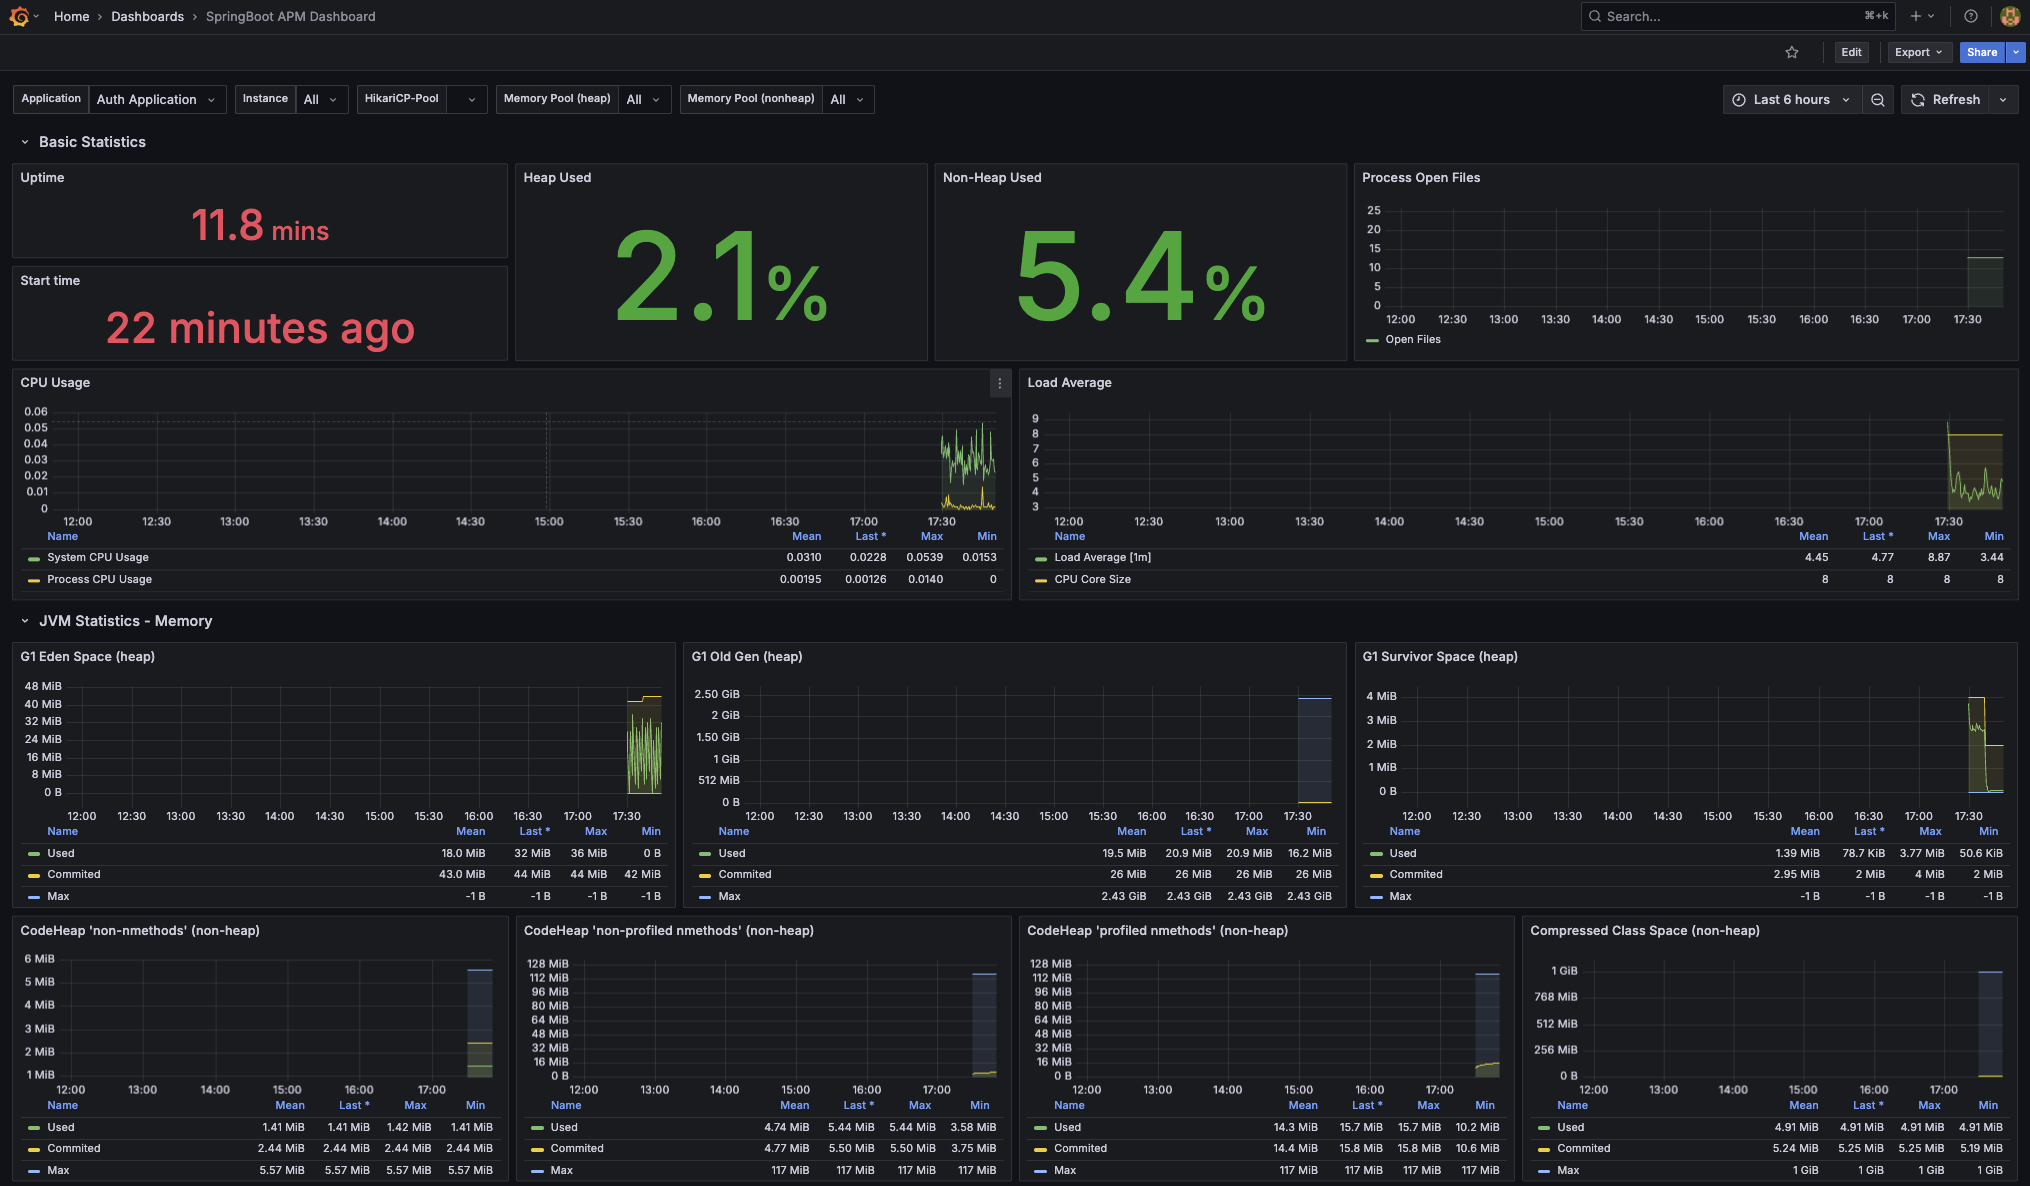 Home › Dashboards › SpringBoot APM Dashboard
Search... ⌘+k
Edit Export Share
Application Auth Application Instance All HikariCP-Pool Memory Pool (heap) All Memory Pool (nonheap) All Last 6 hours Refresh
Basic Statistics
Uptime
11.8 mins
Start time
22 minutes ago
Heap Used
2.1%
Non-Heap Used
5.4%
Process Open Files
25
20
15
10
5
0
12:00 12:30 13:00 13:30 14:00 14:30 15:00 15:30 16:00 16:30 17:00 17:30
Open Files
CPU Usage
0.06
0.05
0.04
0.03
0.02
0.01
0
12:00 12:30 13:00 13:30 14:00 14:30 15:00 15:30 16:00 16:30 17:00 17:30
Name Mean Last * Max Min
System CPU Usage 0.0310 0.0228 0.0539 0.0153
Process CPU Usage 0.00195 0.00126 0.0140 0
Load Average
9
8
7
6
5
4
3
12:00 12:30 13:00 13:30 14:00 14:30 15:00 15:30 16:00 16:30 17:00 17:30
Name Mean Last * Max Min
Load Average [1m] 4.45 4.77 8.87 3.44
CPU Core Size 8 8 8 8
JVM Statistics - Memory
G1 Eden Space (heap)
48 MiB
40 MiB
32 MiB
24 MiB
16 MiB
8 MiB
0 B
12:00 12:30 13:00 13:30 14:00 14:30 15:00 15:30 16:00 16:30 17:00 17:30
Name Mean Last * Max Min
Used 18.0 MiB 32 MiB 36 MiB 0 B
Commited 43.0 MiB 44 MiB 44 MiB 42 MiB
Max -1 B -1 B -1 B -1 B
G1 Old Gen (heap)
2.50 GiB
2 GiB
1.50 GiB
1 GiB
512 MiB
0 B
12:00 12:30 13:00 13:30 14:00 14:30 15:00 15:30 16:00 16:30 17:00 17:30
Name Mean Last * Max Min
Used 19.5 MiB 20.9 MiB 20.9 MiB 16.2 MiB
Commited 26 MiB 26 MiB 26 MiB 26 MiB
Max 2.43 GiB 2.43 GiB 2.43 GiB 2.43 GiB
G1 Survivor Space (heap)
4 MiB
3 MiB
2 MiB
1 MiB
0 B
12:00 12:30 13:00 13:30 14:00 14:30 15:00 15:30 16:00 16:30 17:00 17:30
Name Mean Last * Max Min
Used 1.39 MiB 78.7 KiB 3.77 MiB 50.6 KiB
Commited 2.95 MiB 2 MiB 4 MiB 2 MiB
Max -1 B -1 B -1 B -1 B
CodeHeap 'non-nmethods' (non-heap)
6 MiB
5 MiB
4 MiB
3 MiB
2 MiB
1 MiB
12:00 13:00 14:00 15:00 16:00 17:00
Name Mean Last * Max Min
Used 1.41 MiB 1.41 MiB 1.42 MiB 1.41 MiB
Commited 2.44 MiB 2.44 MiB 2.44 MiB 2.44 MiB
Max 5.57 MiB 5.57 MiB 5.57 MiB 5.57 MiB
CodeHeap 'non-profiled nmethods' (non-heap)
128 MiB
112 MiB
96 MiB
80 MiB
64 MiB
48 MiB
32 MiB
16 MiB
0 B
12:00 13:00 14:00 15:00 16:00 17:00
Name Mean Last * Max Min
Used 4.74 MiB 5.44 MiB 5.44 MiB 3.58 MiB
Commited 4.77 MiB 5.50 MiB 5.50 MiB 3.75 MiB
Max 117 MiB 117 MiB 117 MiB 117 MiB
CodeHeap 'profiled nmethods' (non-heap)
128 MiB
112 MiB
96 MiB
80 MiB
64 MiB
48 MiB
32 MiB
16 MiB
0 B
12:00 13:00 14:00 15:00 16:00 17:00
Name Mean Last * Max Min
Used 14.3 MiB 15.7 MiB 15.7 MiB 10.2 MiB
Commited 14.4 MiB 15.8 MiB 15.8 MiB 10.6 MiB
Max 117 MiB 117 MiB 117 MiB 117 MiB
Compressed Class Space (non-heap)
1 GiB
768 MiB
512 MiB
256 MiB
0 B
12:00 13:00 14:00 15:00 16:00 17:00
Name Mean Last * Max Min
Used 4.91 MiB 4.91 MiB 4.91 MiB 4.91 MiB
Commited 5.24 MiB 5.25 MiB 5.25 MiB 5.19 MiB
Max 1 GiB 1 GiB 1 GiB 1 GiB